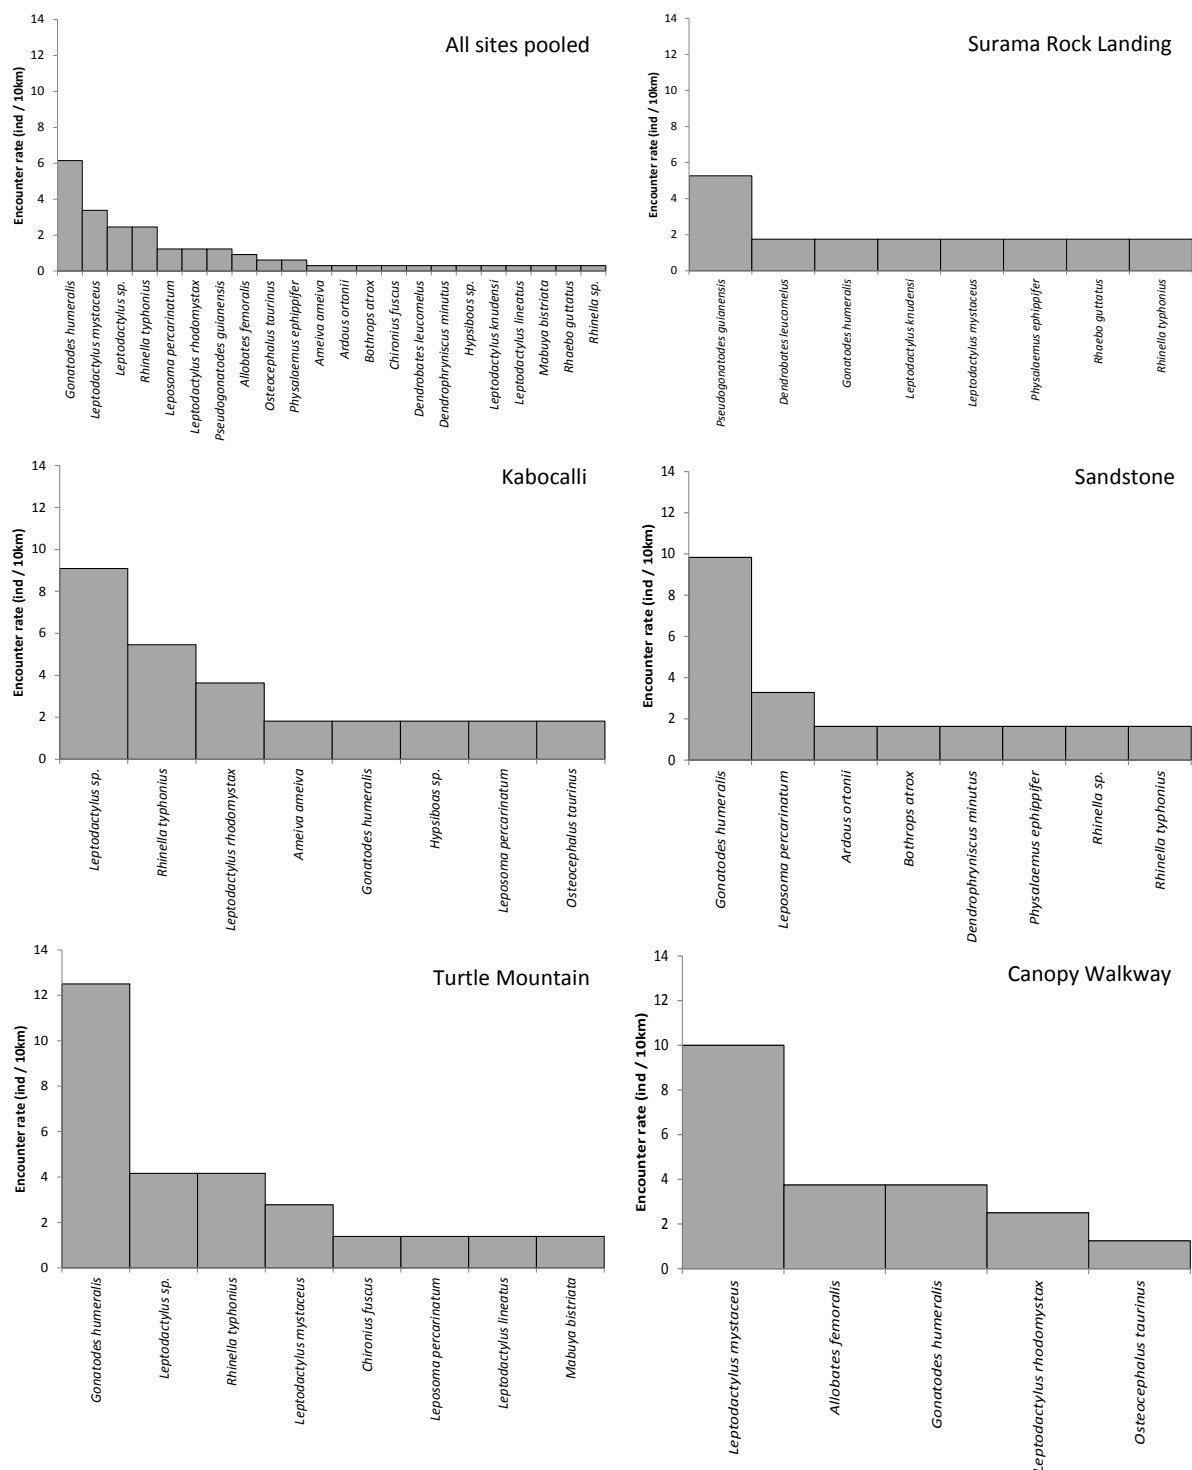 All sites pooled
Encounter rate (ind / 10km)
14
12
10
8
6
4
2
0
Gonatodes humeralis
Leptodactylus mystaceus
Leptodactylus sp.
Rhinella typhonius
Leposoma percarinatum
Leptodactylus rhodomystax
Pseudogonatodes guianensis
Allobates femoralis
Osteocephalus taurinus
Physalaemus ephippifer
Ameiva ameiva
Ardous ortonii
Bothrops atrox
Chironius fuscus
Dendrobates leucomelus
Dendrophryniscus minutus
Hypsiboas sp.
Leptodactylus knudensi
Leptodactylus lineatus
Mabuya bistriata
Rhaebo guttatus
Rhinella sp.
Surama Rock Landing
Encounter rate (ind / 10km)
14
12
10
8
6
4
2
0
Pseudogonatodes guianensis
Dendrobates leucomelus
Gonatodes humeralis
Leptodactylus knudensi
Leptodactylus mystaceus
Physalaemus ephippifer
Rhaebo guttatus
Rhinella typhonius
Kabocalli
Encounter rate (ind / 10km)
14
12
10
8
6
4
2
0
Leptodactylus sp.
Rhinella typhonius
Leptodactylus rhodomystax
Ameiva ameiva
Gonatodes humeralis
Hypsiboas sp.
Leposoma percarinatum
Osteocephalus taurinus
Sandstone
Encounter rate (ind / 10km)
14
12
10
8
6
4
2
0
Gonatodes humeralis
Leposoma percarinatum
Ardous ortonii
Bothrops atrox
Dendrophryniscus minutus
Physalaemus ephippifer
Rhinella sp.
Rhinella typhonius
Turtle Mountain
Encounter rate (ind / 10km)
14
12
10
8
6
4
2
0
Gonatodes humeralis
Leptodactylus sp.
Rhinella typhonius
Leptodactylus mystaceus
Chironius fuscus
Leposoma percarinatum
Leptodactylus lineatus
Mabuya bistriata
Canopy Walkway
Encounter rate (ind / 10km)
14
12
10
8
6
4
2
0
Leptodactylus mystaceus
Allobates femoralis
Gonatodes humeralis
Leptodactylus rhodomystax
Osteocephalus taurinus